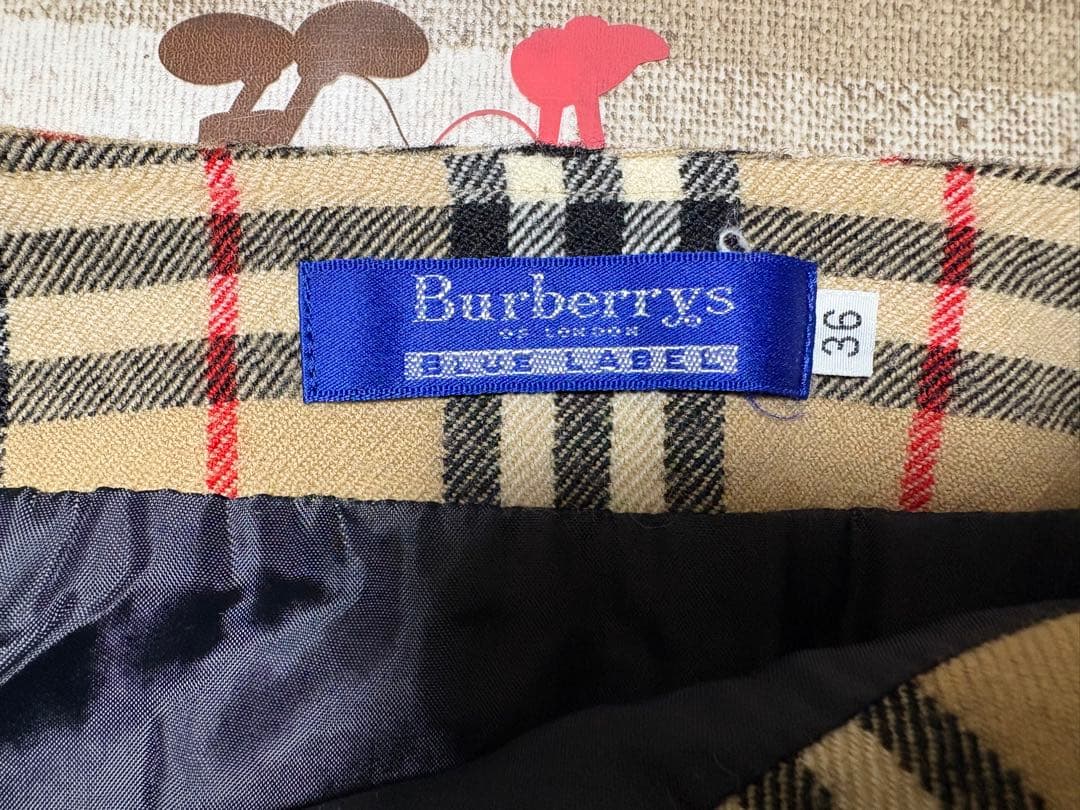 Burberrys
OF LONDON
BLUE LABEL
36